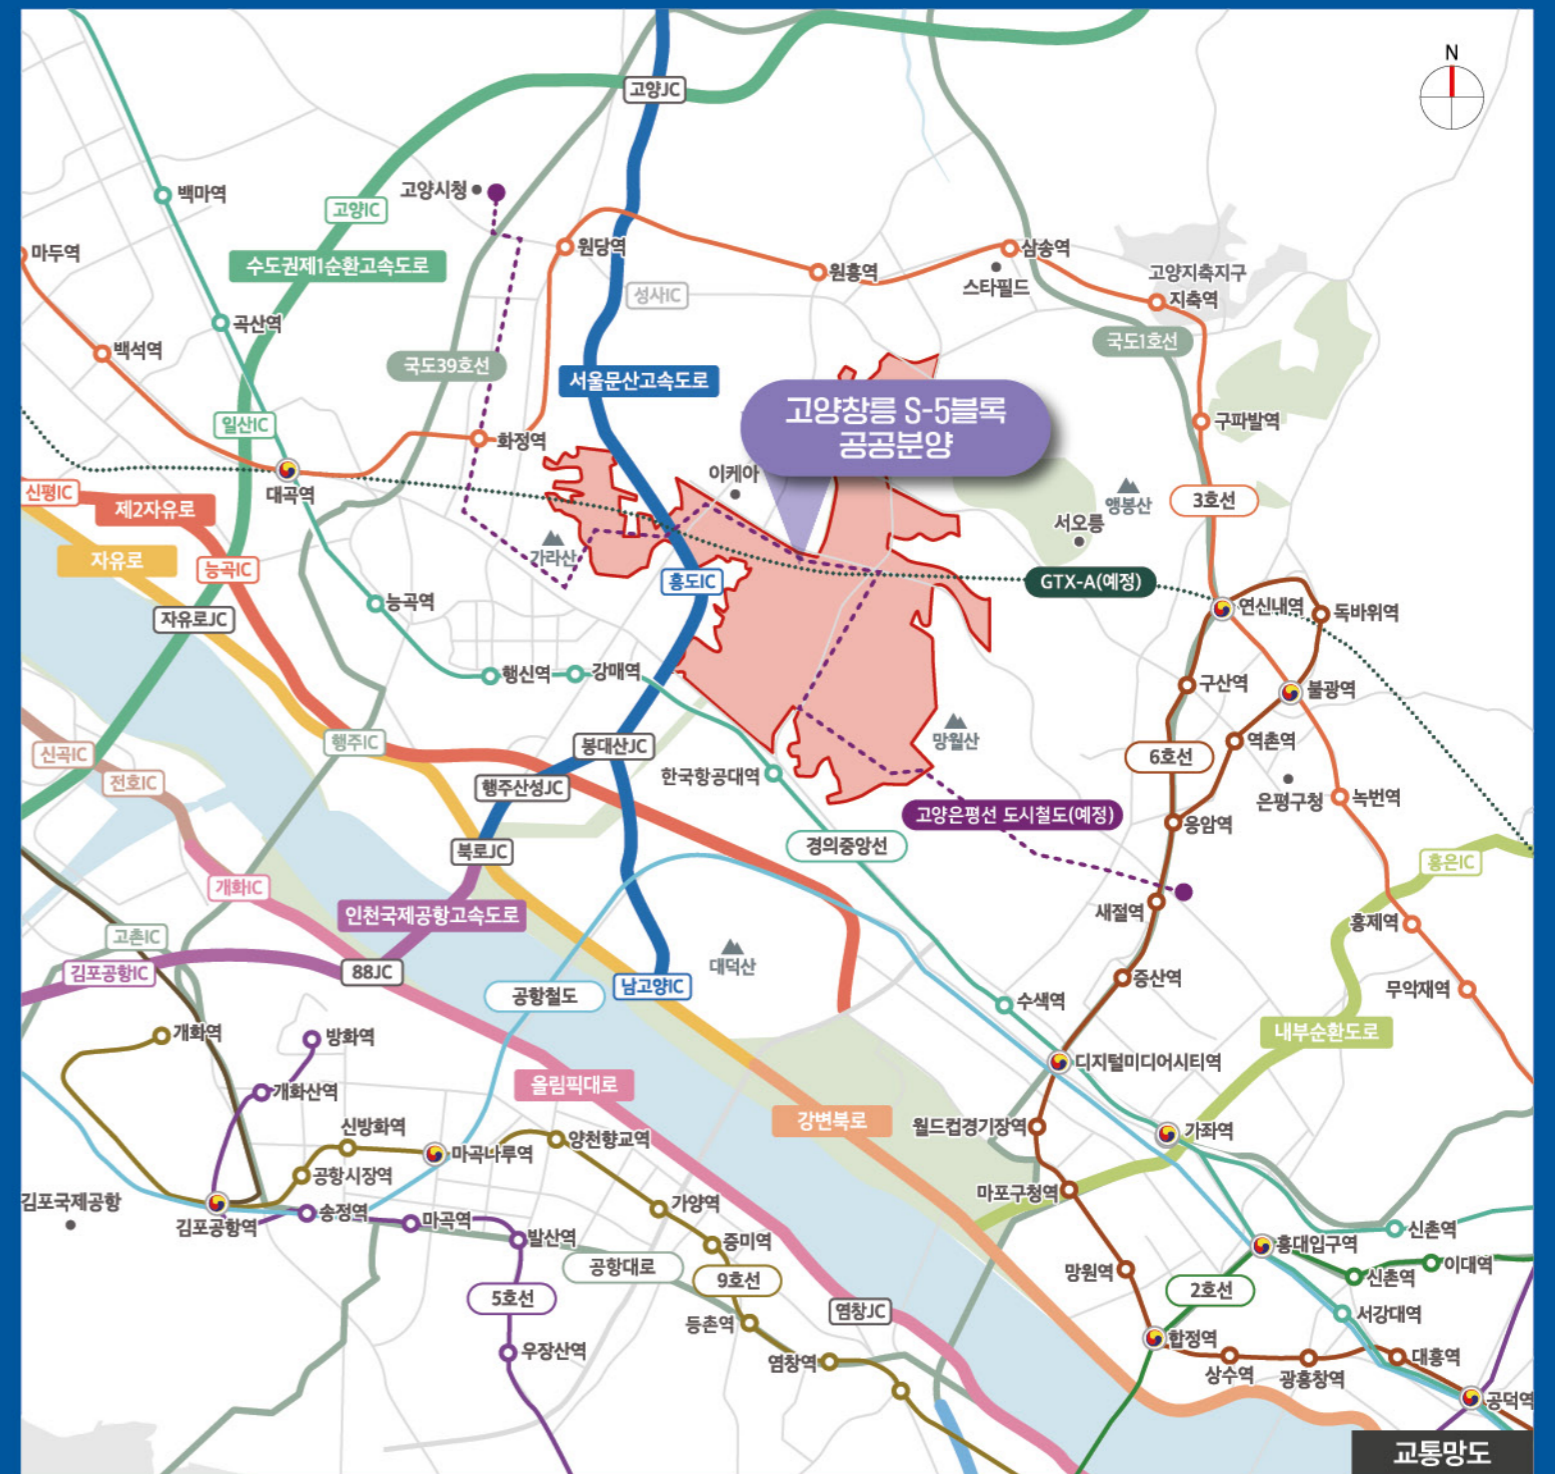 N
고양JC
백마역
고양시청
고양IC
마두역
수도권제1순환고속도로
원당역
원흥역
삼송역
스타필드
고양지축지구
지축역
성사IC
곡산역
백석역
국도39호선
국도1호선
서울문산고속도로
고양창릉 S-5블록
공공분양
일산IC
화정역
구파발역
이케아
대곡역
신평IC
제2자유로
서오릉
앵봉산
3호선
자유로
능곡IC
가라산
홍도IC
GTX-A(예정)
연신내역
독바위역
자유로JC
능곡역
행신역
강매역
구산역
불광역
신곡IC
전호IC
행주IC
봉대산JC
망월산
역촌역
6호선
행주산성JC
한국항공대역
은평구청
녹번역
고양은평선 도시철도(예정)
응암역
북로JC
경의중앙선
홍은IC
개화IC
인천국제공항고속도로
새절역
홍제역
고촌IC
김포공항IC
88JC
대덕산
증산역
무악재역
공항철도
남고양IC
수색역
개화역
방화역
내부순환도로
디지털미디어시티역
개화산역
올림픽대로
강변북로
신방화역
양천향교역
월드컵경기장역
가좌역
마곡나루역
공항시장역
김포국제공항
김포공항역
송정역
마곡역
가양역
마포구청역
발산역
증미역
신촌역
홍대입구역
공항대로
9호선
망원역
신촌역
이대역
5호선
2호선
염창JC
등촌역
서강대역
우장산역
염창역
합정역
상수역
광흥창역
대흥역
공덕역
교통망도